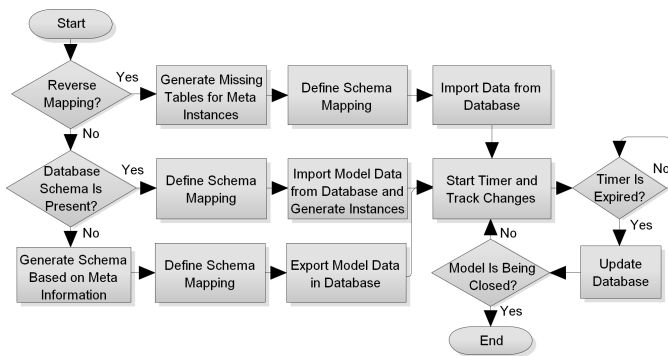 Start
Reverse
Mapping?
Yes
Generate Missing
Tables for Meta
Instances
Define Schema
Mapping
Import Data from
Database
No
Database
Schema Is
Present?
Yes
Define Schema
Mapping
Import Model Data
from Database and
Generate Instances
Start Timer and
Track Changes
Timer Is
Expired?
No
Yes
No
Generate Schema
Based on Meta
Information
Define Schema
Mapping
Export Model Data
in Database
No
Model Is Being
Closed?
Update
Database
Yes
End